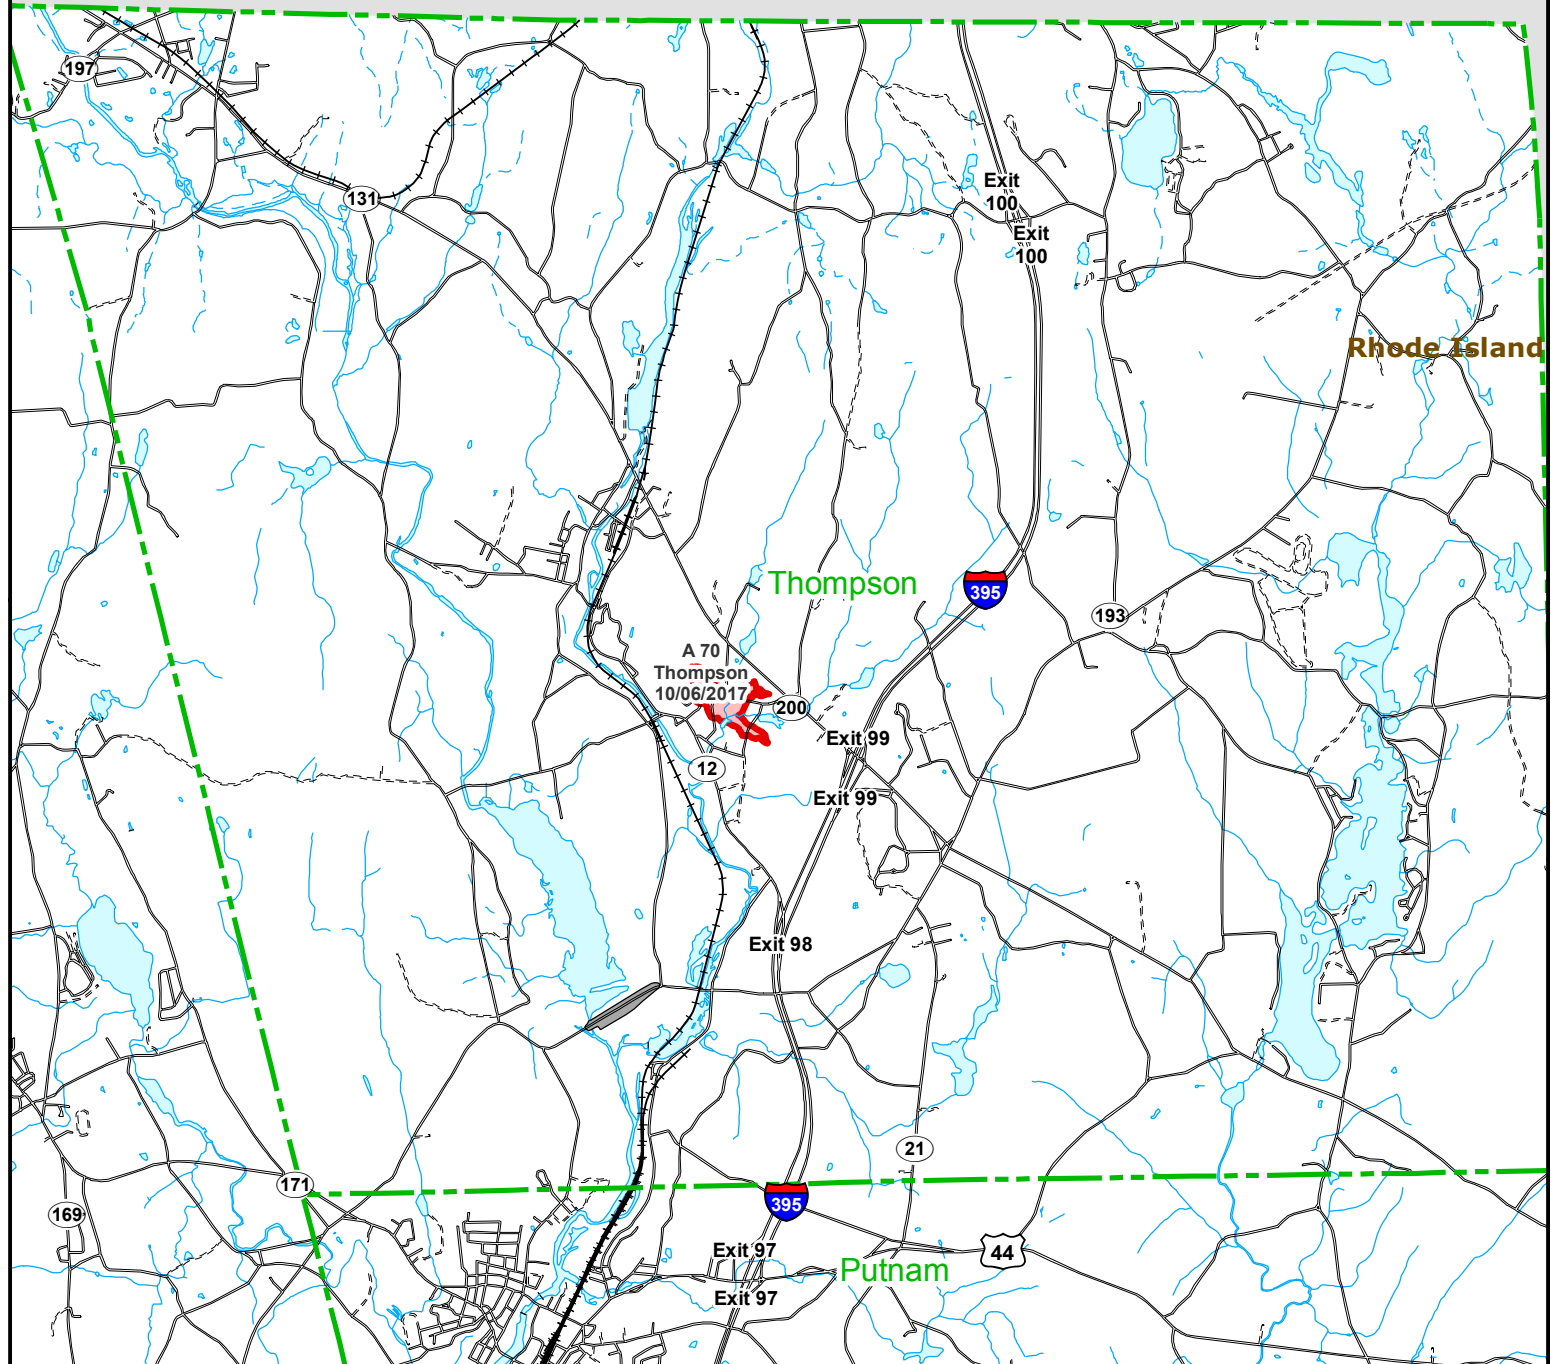 197
131
Exit
100
Exit
100
Rhode Island
Thompson
395
193
A 70
Thompson
10/06/2017
200
Exit 99
12
Exit 99
Exit 98
21
171
395
169
Exit 97
44
Putnam
Exit 97